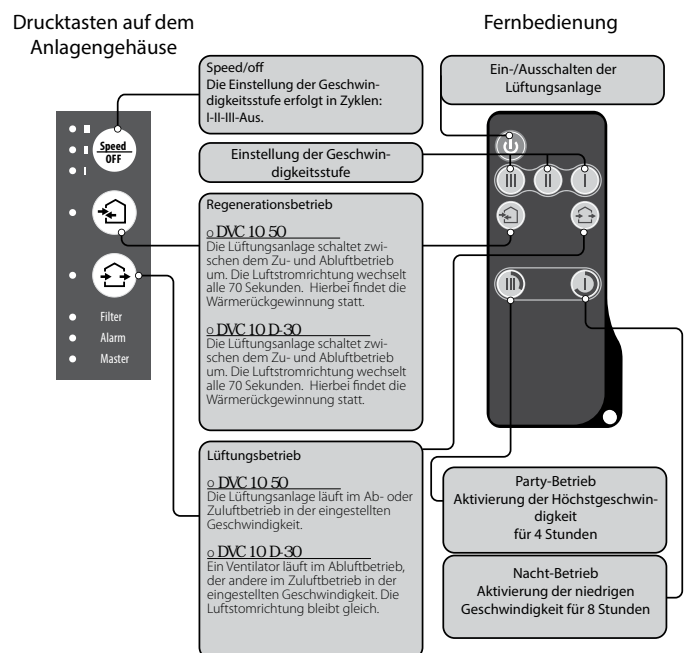 Drucktasten auf dem
Anlagengehäuse
Fernbedienung
Speed/off
Die Einstellung der Geschwin-
digkeitsstufe erfolgt in Zyklen:
I-II-III-Aus.
Ein-/Ausschalten der
Lüftungsanlage
Speed
OFF
Einstellung der Geschwin-
digkeitsstufe
III
II
I
Regenerationsbetrieb
o DVC 10 50
Die Lüftungsanlage schaltet zwi-
schen dem Zu- und Abluftbetrieb
um. Die Luftstromrichtung wechselt
alle 70 Sekunden. Hierbei findet die
Wärmerückgewinnung statt.
o DVC 10 D-30
Die Lüftungsanlage schaltet zwi-
schen dem Zu- und Abluftbetrieb
um. Die Luftstromrichtung wechselt
alle 70 Sekunden. Hierbei findet die
Wärmerückgewinnung statt.
III
I
Filter
Alarm
Master
Lüftungsbetrieb
o DVC 10 50
Die Lüftungsanlage läuft im Ab- oder
Zuluftbetrieb in der eingestellten
Geschwindigkeit.
o DVC 10 D-30
Ein Ventilator läuft im Abluftbetrieb,
der andere im Zuluftbetrieb in der
eingestellten Geschwindigkeit. Die
Luftstomrichtung bleibt gleich.
Party-Betrieb
Aktivierung der Höchstgeschwin-
digkeit
für 4 Stunden
Nacht-Betrieb
Aktivierung der niedrigen
Geschwindigkeit für 8 Stunden